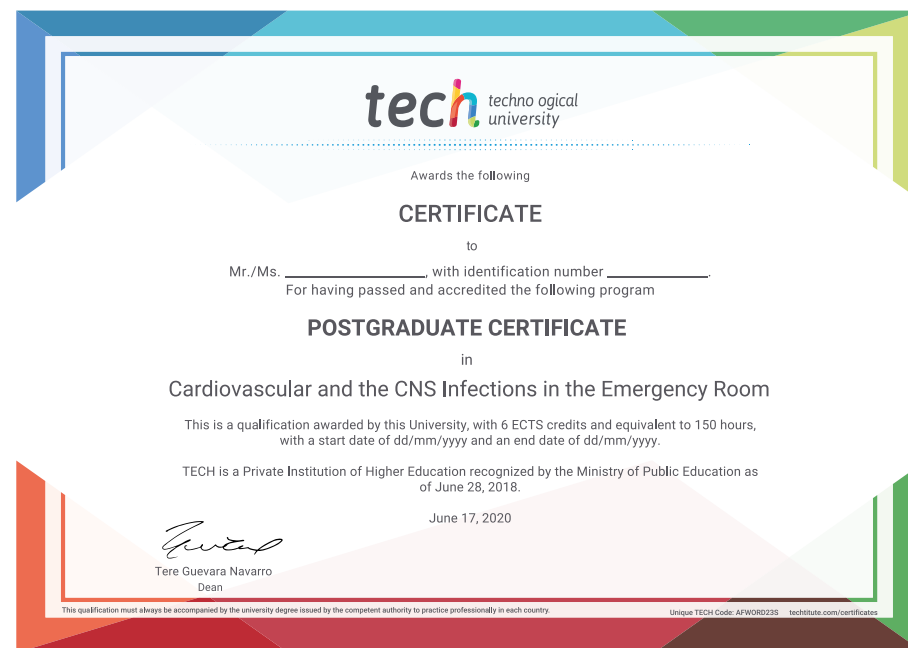 tech techno ogical
university
Awards the following
CERTIFICATE
to
Mr./Ms. ____________________, with identification number ______________.
For having passed and accredited the following program
POSTGRADUATE CERTIFICATE
in
Cardiovascular and the CNS Infections in the Emergency Room
This is a qualification awarded by this University, with 6 ECTS credits and equivalent to 150 hours,
with a start date of dd/mm/yyyy and an end date of dd/mm/yyyy.
TECH is a Private Institution of Higher Education recognized by the Ministry of Public Education as
of June 28, 2018.
June 17, 2020
Tere Guevara Navarro
Dean
This qualification must always be accompanied by the university degree issued by the competent authority to practice professionally in each country.
Unique TECH Code: AFWORD23S techtitute.com/certificates